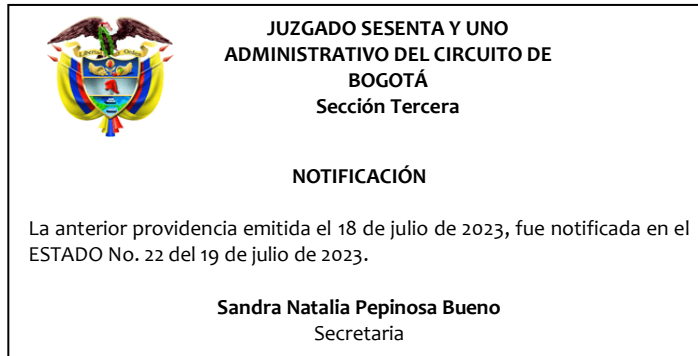 JUZGADO SESENTA Y UNO
ADMINISTRATIVO DEL CIRCUITO DE
BOGOTÁ
Sección Tercera
NOTIFICACIÓN
La anterior providencia emitida el 18 de julio de 2023, fue notificada en el
ESTADO No. 22 del 19 de julio de 2023.
Sandra Natalia Pepinosa Bueno
Secretaria